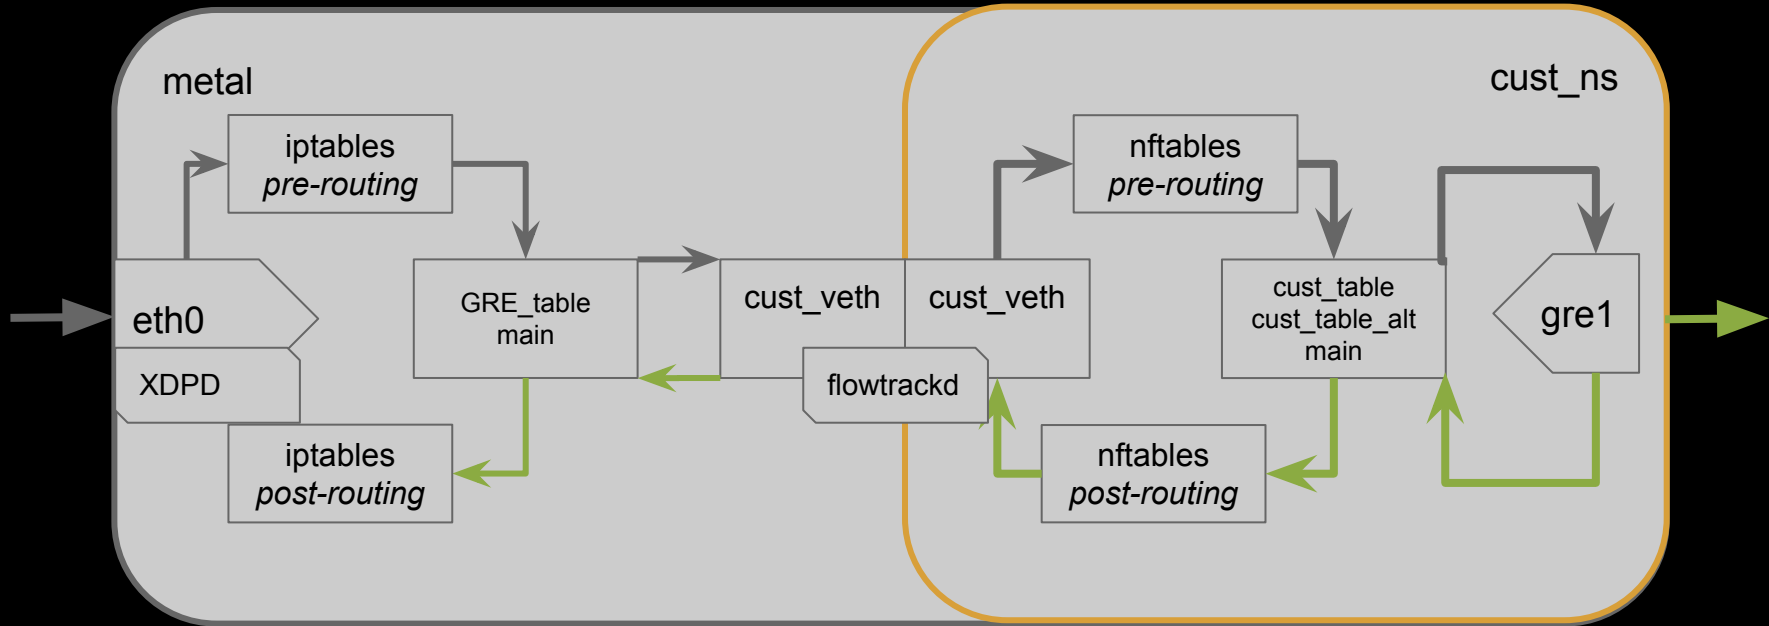 metal
cust_ns
iptables
pre-routing
nftables
pre-routing
eth0
XDPD
GRE_table
main
cust_veth
cust_veth
flowtrackd
cust_table
cust_table_alt
main
gre1
iptables
post-routing
nftables
post-routing